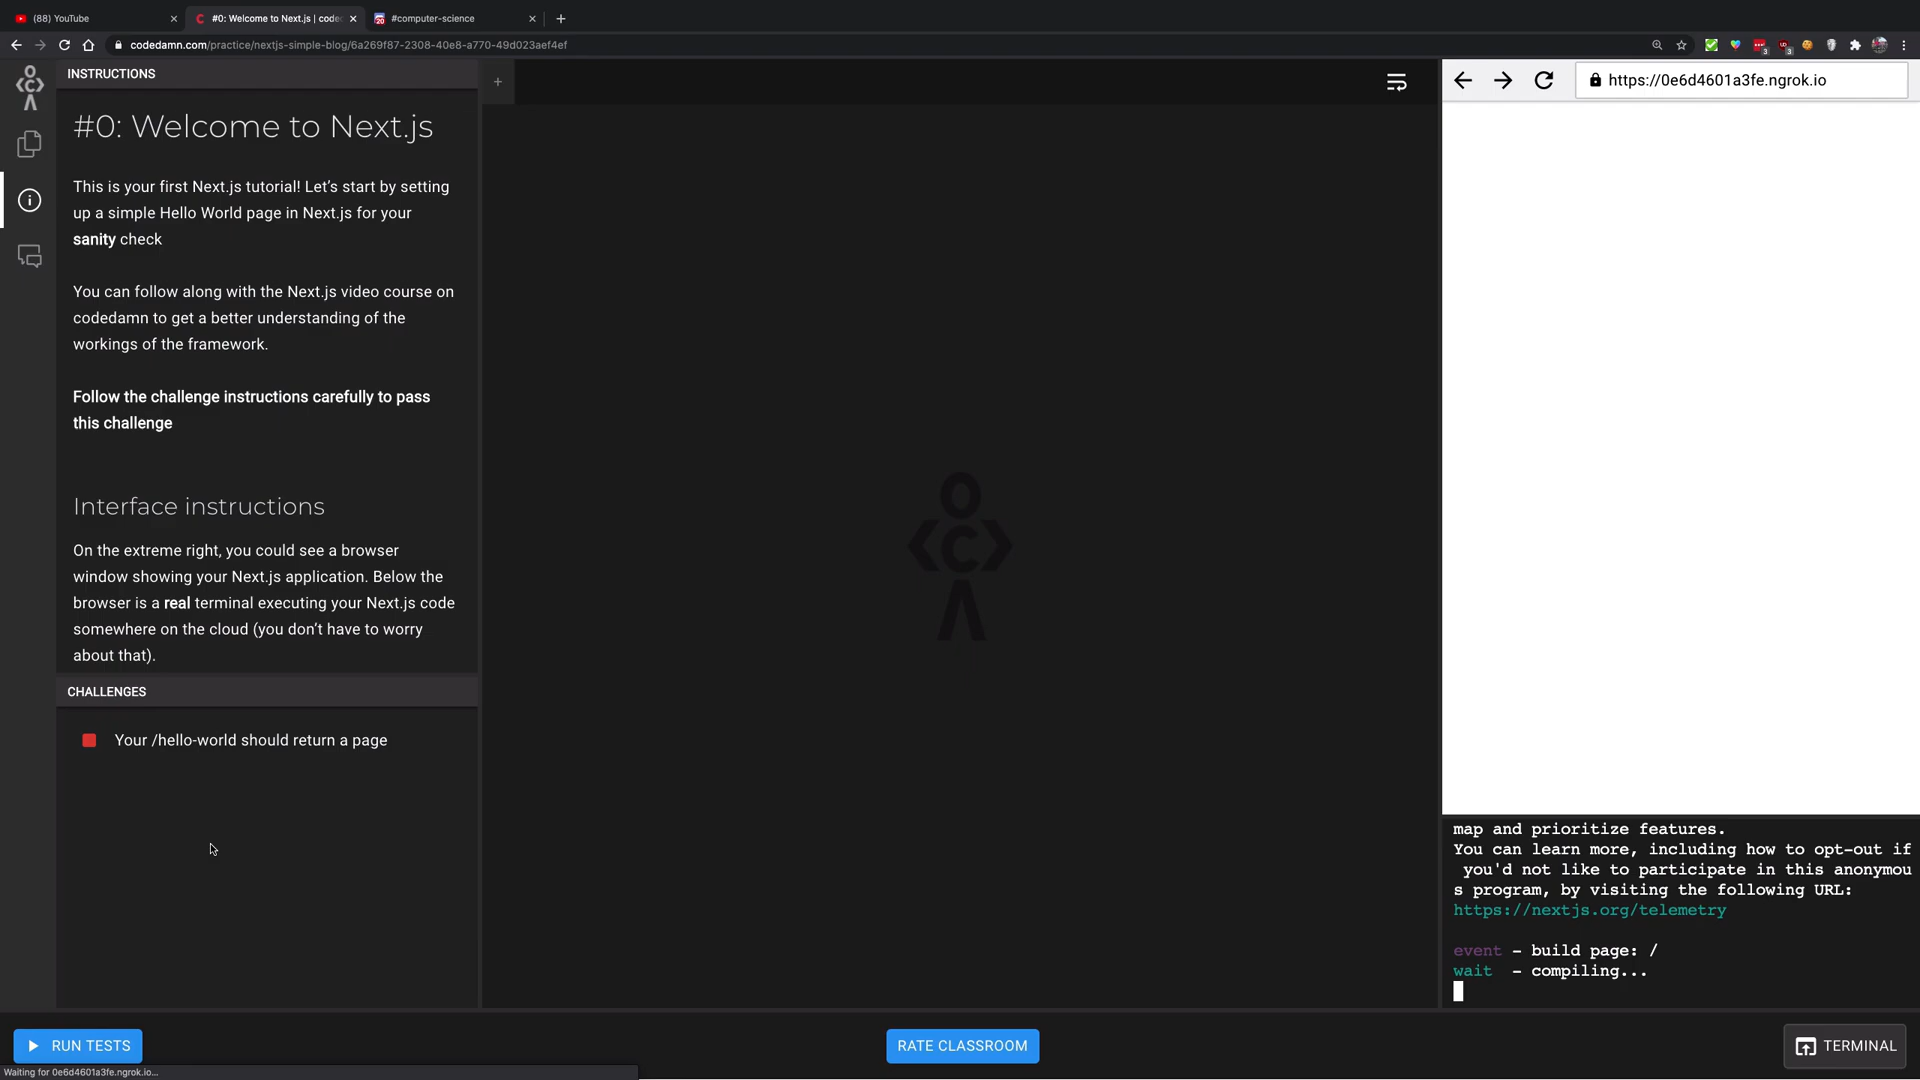 (88) YouTube
#0: Welcome to Next.js | code
#computer-science
codedamn.com/practice/nextjs-simple-blog/6a269f87-2308-40e8-a770-49d023aef4ef
INSTRUCTIONS
https://0e6d4601a3fe.ngrok.io
#0: Welcome to Next.js
This is your first Next.js tutorial! Let’s start by setting
up a simple Hello World page in Next.js for your
sanity check
You can follow along with the Next.js video course on
codedamn to get a better understanding of the
workings of the framework.
Follow the challenge instructions carefully to pass
this challenge
Interface instructions
On the extreme right, you could see a browser
window showing your Next.js application. Below the
browser is a real terminal executing your Next.js code
somewhere on the cloud (you don’t have to worry
about that).
CHALLENGES
Your /hello-world should return a page
map and prioritize features.
You can learn more, including how to opt-out if
you'd not like to participate in this anonymou
s program, by visiting the following URL:
https://nextjs.org/telemetry
event - build page: /
wait - compiling...
RUN TESTS
RATE CLASSROOM
TERMINAL
Waiting for 0e6d4601a3fe.ngrok.io...